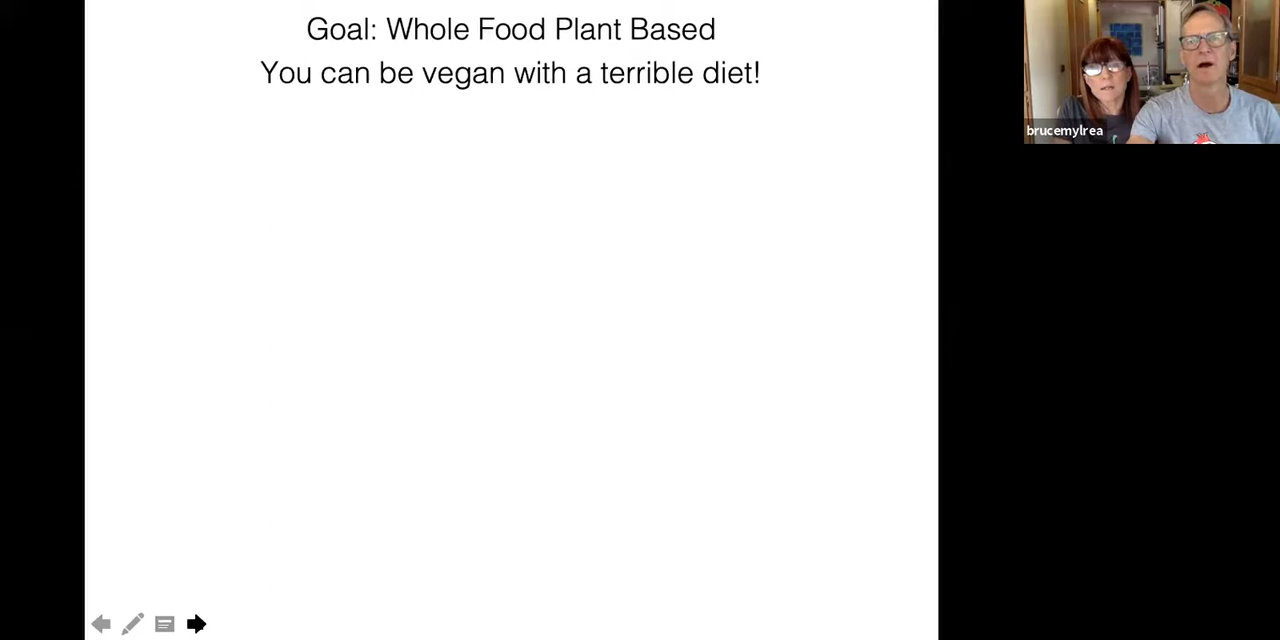 Goal: Whole Food Plant Based
You can be vegan with a terrible diet!
brucemylrea